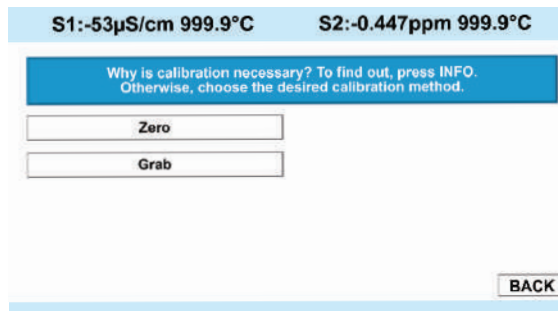 S1:-53µS/cm 999.9°C S2:-0.447ppm 999.9°C
Why is calibration necessary? To find out, press INFO.
Otherwise, choose the desired calibration method.
Zero
Grab
BACK